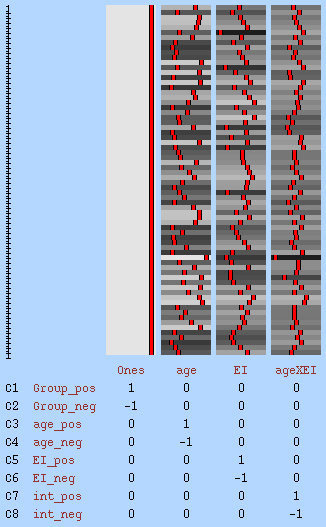 1
1
Ones age EI ageXEI
C1 Group_pos 1 0 0 0
C2 Group_neg -1 0 0 0
C3 age_pos 0 1 0 0
C4 age_neg 0 -1 0 0
C5 EI_pos 0 0 1 0
C6 EI_neg 0 0 -1 0
C7 int_pos 0 0 0 1
C8 int_neg 0 0 0 -1